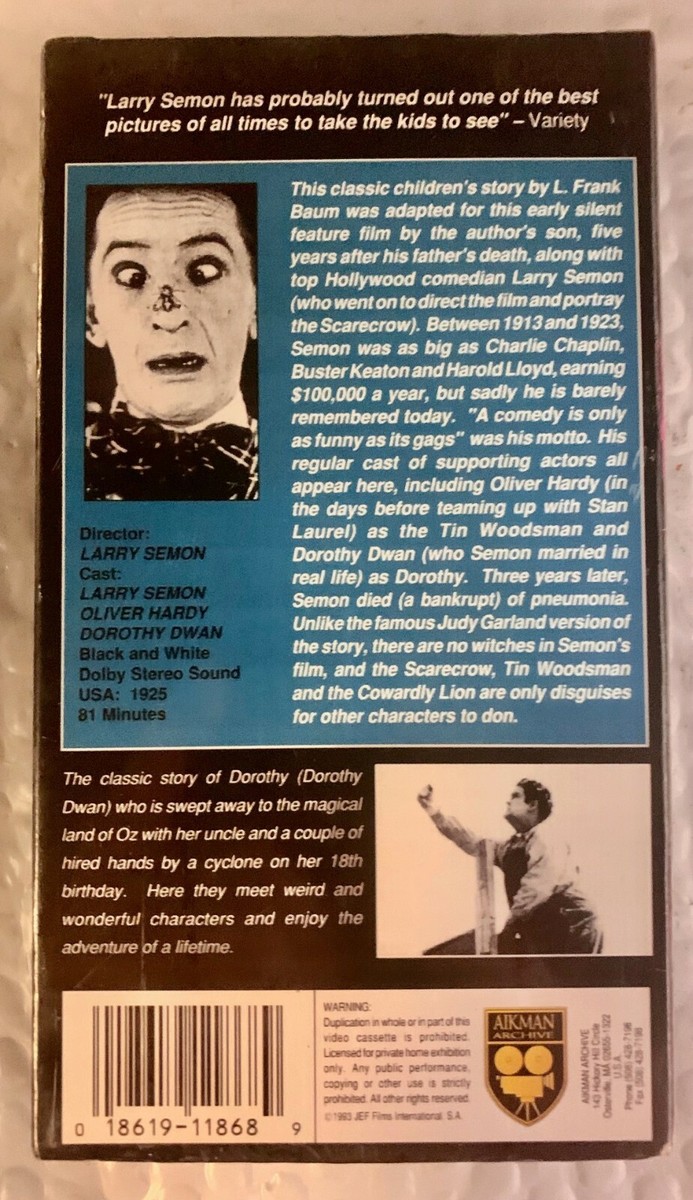 "Larry Semon has probably turned out one of the best
pictures of all times to take the kids to see" – Variety
This classic children's story by L. Frank
Baum was adapted for this early silent
feature film by the author's son, five
years after his father's death, along with
top Hollywood comedian Larry Semon
(who went on to direct the film and portray
the Scarecrow). Between 1913 and 1923,
Semon was as big as Charlie Chaplin,
Buster Keaton and Harold Lloyd, earning
$100,000 a year, but sadly he is barely
remembered today. "A comedy is only
as funny as its gags" was his motto. His
regular cast of supporting actors all
appear here, including Oliver Hardy (in
the days before teaming up with Stan
Laurel) as the Tin Woodsman and
Dorothy Dwan (who Semon married in
real life) as Dorothy. Three years later,
Semon died (a bankrupt) of pneumonia.
Unlike the famous Judy Garland version of
the story, there are no witches in Semon's
film, and the Scarecrow, Tin Woodsman
and the Cowardly Lion are only disguises
for other characters to don.
Director:
LARRY SEMON
Cast:
LARRY SEMON
OLIVER HARDY
DOROTHY DWAN
Black and White
Dolby Stereo Sound
USA: 1925
81 Minutes
The classic story of Dorothy (Dorothy
Dwan) who is swept away to the magical
land of Oz with her uncle and a couple of
hired hands by a cyclone on her 18th
birthday. Here they meet weird and
wonderful characters and enjoy the
adventure of a lifetime.
0 18619-11868 9
WARNING:
Duplication in whole or in part of this
video cassette is prohibited.
Licensed for private home exhibition
only. Any public performance,
copying or other use is strictly
prohibited. All other rights reserved.
©1993 JEF Films International, S.A.
AIKMAN
ARCHIVE
AIKMAN ARCHIVE
143 Hickory Hill Circle
Osterville, MA 02655-1322
U.S.A.
Phone (508) 428-7198
Fax (508) 428-7198